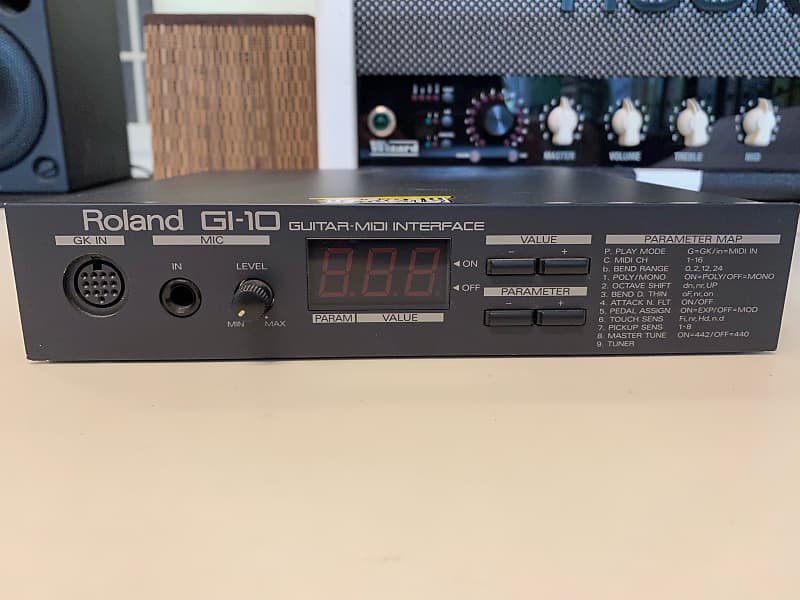 MASTER VOLUME TREBLE MID
Wizard
Roland GI-10 GUITAR-MIDI INTERFACE
GK IN
MIC
IN
LEVEL
MIN MAX
8.8.8.
◄ ON
◄ OFF
PARAM VALUE
VALUE
− +
PARAMETER
− +
PARAMETER MAP
P. PLAY MODE G=GK/in=MIDI IN
C. MIDI CH 1-16
b. BEND RANGE 0,2,12,24
1. POLY/MONO ON=POLY/OFF=MONO
2. OCTAVE SHIFT dn,nr,UP
3. BEND D. THIN oF,nr,on
4. ATTACK N. FLT ON/OFF
5. PEDAL ASSIGN ON=EXP/OFF=MOD
6. TOUCH SENS Fi,nr,Hd,n.d
7. PICKUP SENS 1-8
8. MASTER TUNE ON=442/OFF=440
9. TUNER